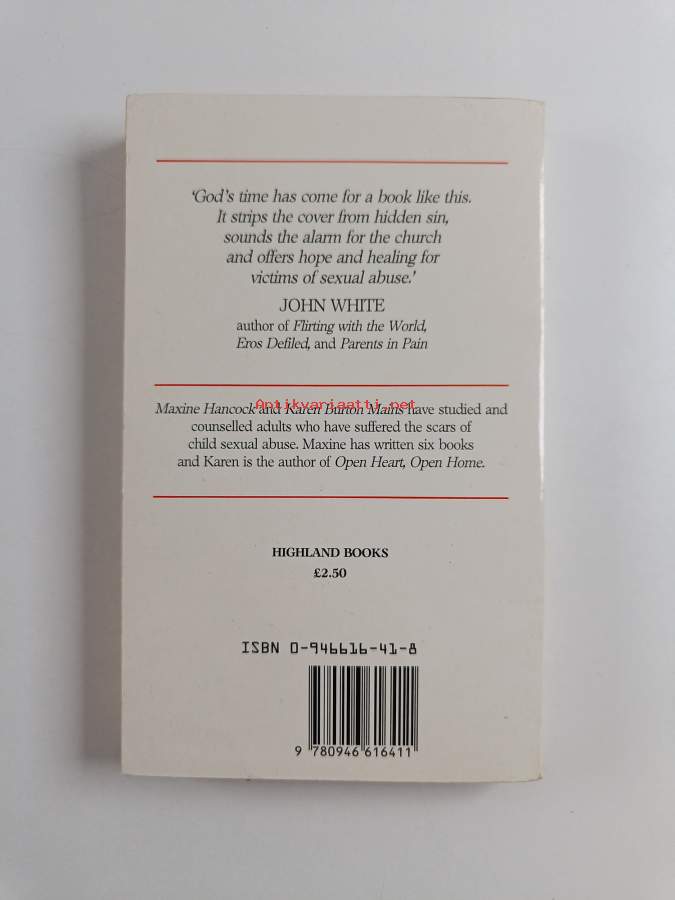 ‘God's time has come for a book like this.
It strips the cover from hidden sin,
sounds the alarm for the church
and offers hope and healing for
victims of sexual abuse.’
JOHN WHITE
author of Flirting with the World,
Eros Defiled, and Parents in Pain
Antikvariaatti.net
Maxine Hancock and Karen Burton Mains have studied and
counselled adults who have suffered the scars of
child sexual abuse. Maxine has written six books
and Karen is the author of Open Heart, Open Home.
HIGHLAND BOOKS
£2.50
ISBN 0-946616-41-8
9 780946 616411